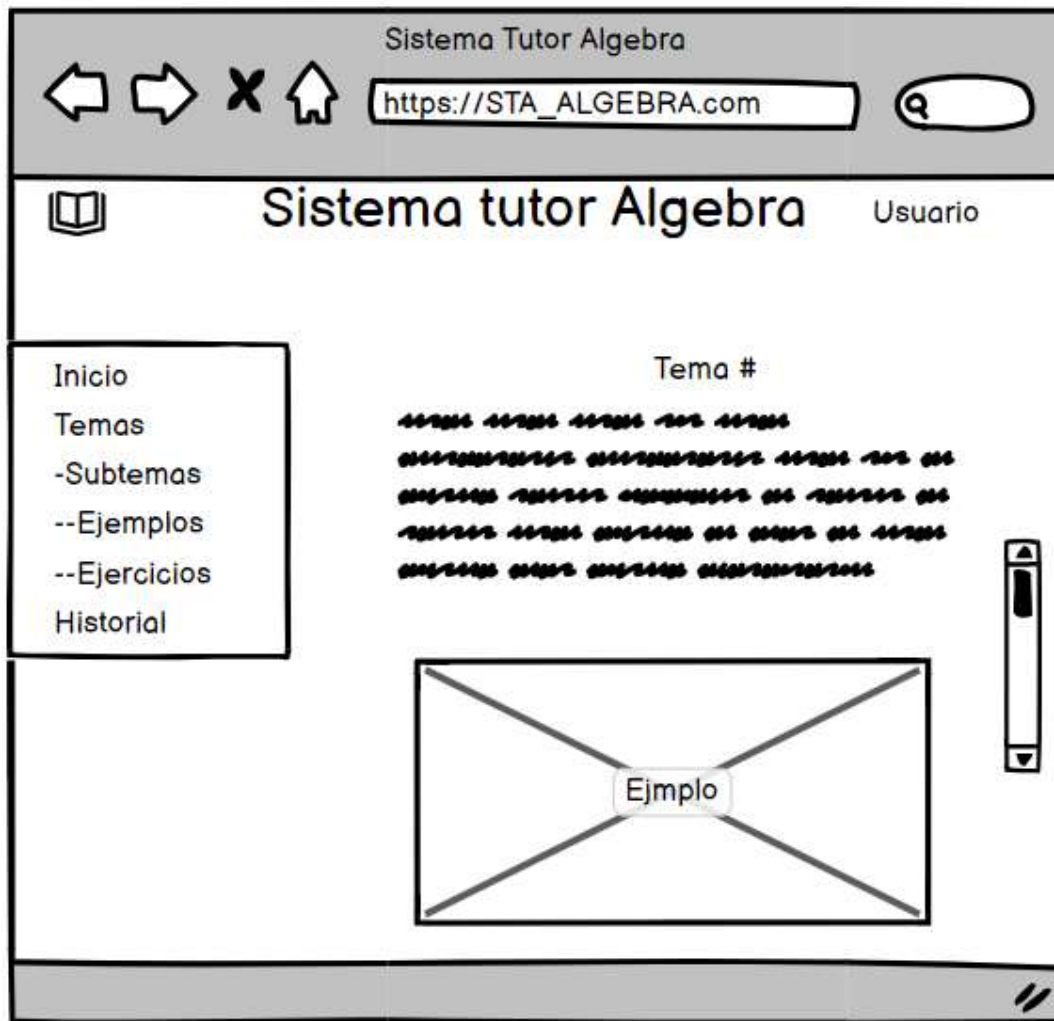 Sistema Tutor Algebra
https://STA_ALGEBRA.com
Sistema tutor Algebra
Usuario
Inicio
Temas
-Subtemas
--Ejemplos
--Ejercicios
Historial
Tema #
Ejmplo